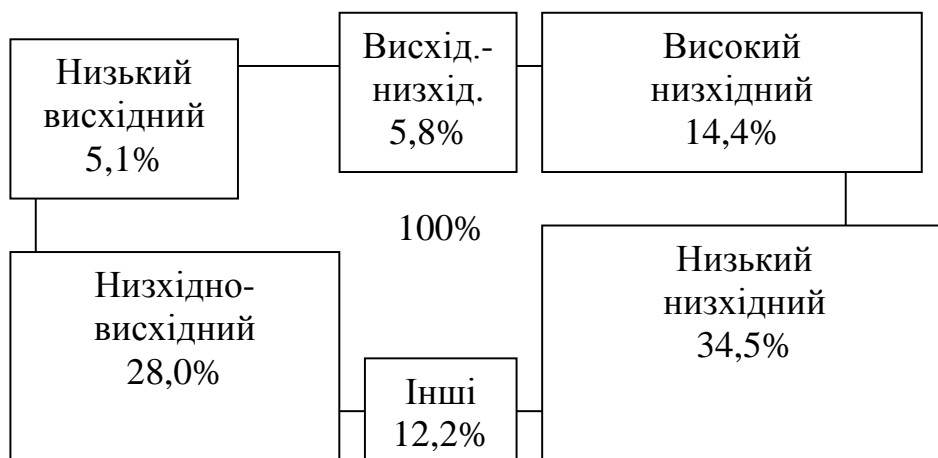 Низький
висхідний
5,1%
Висхід.-
низхід.
5,8%
Високий
низхідний
14,4%
100%
Низхідно-
висхідний
28,0%
Інші
12,2%
Низький
низхідний
34,5%